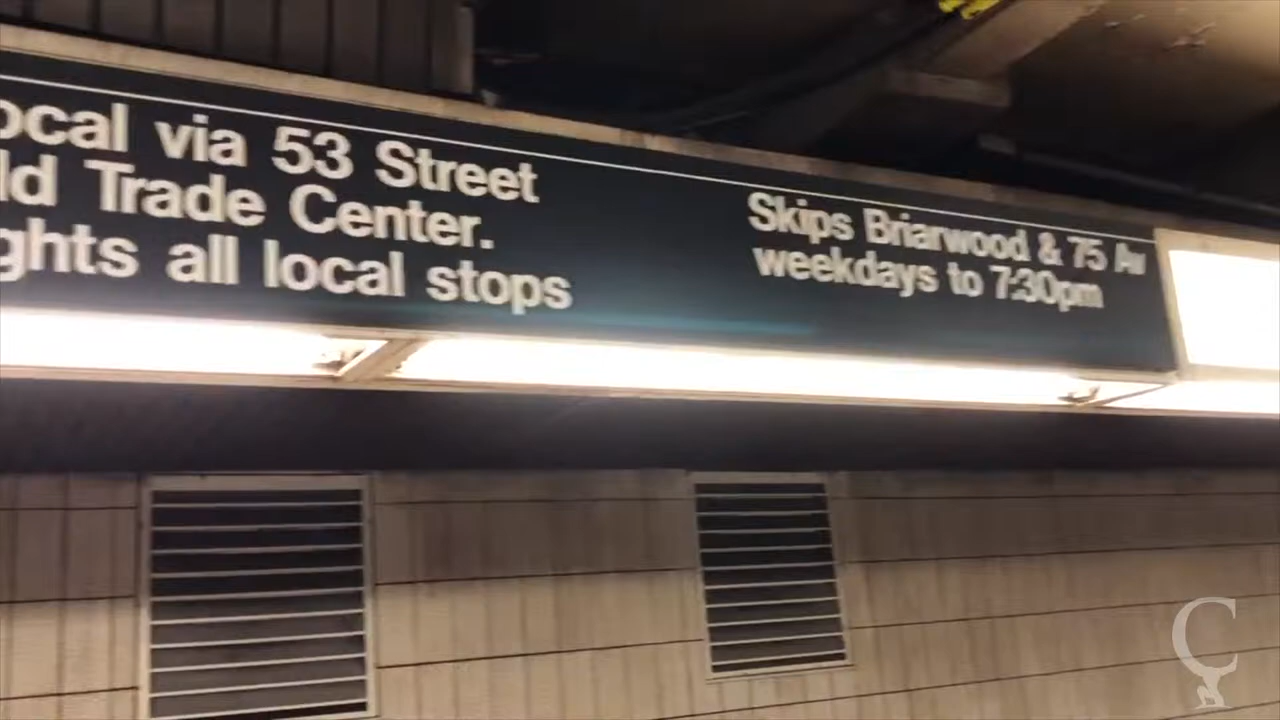 ocal via 53 Street
ld Trade Center.
ghts all local stops
Skips Briarwood & 75 Av
weekdays to 7:30pm